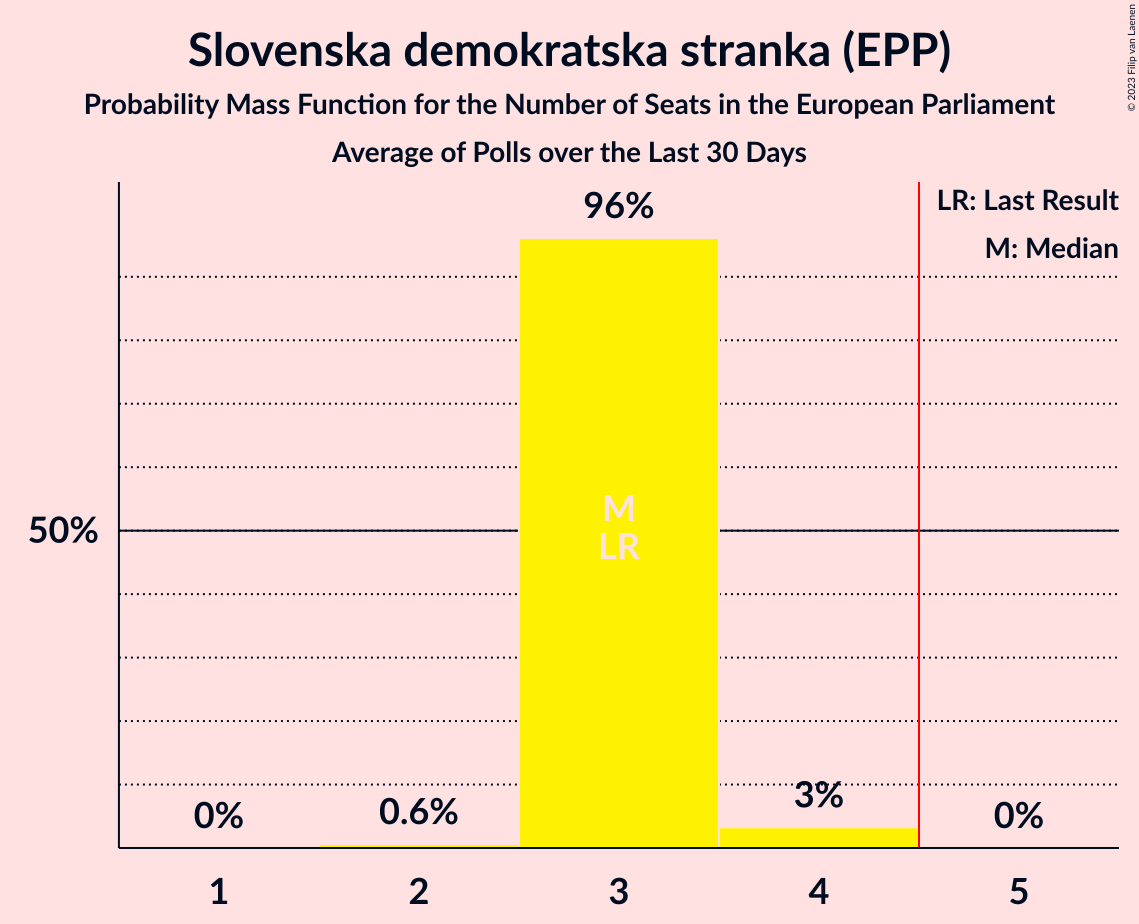 Slovenska demokratska stranka (EPP)
Probability Mass Function for the Number of Seats in the European Parliament
Average of Polls over the Last 30 Days
© 2023 Filip van Laenen
LR: Last Result
M: Median
96%
M
LR
50%
0%
0.6%
3%
0%
1
2
3
4
5